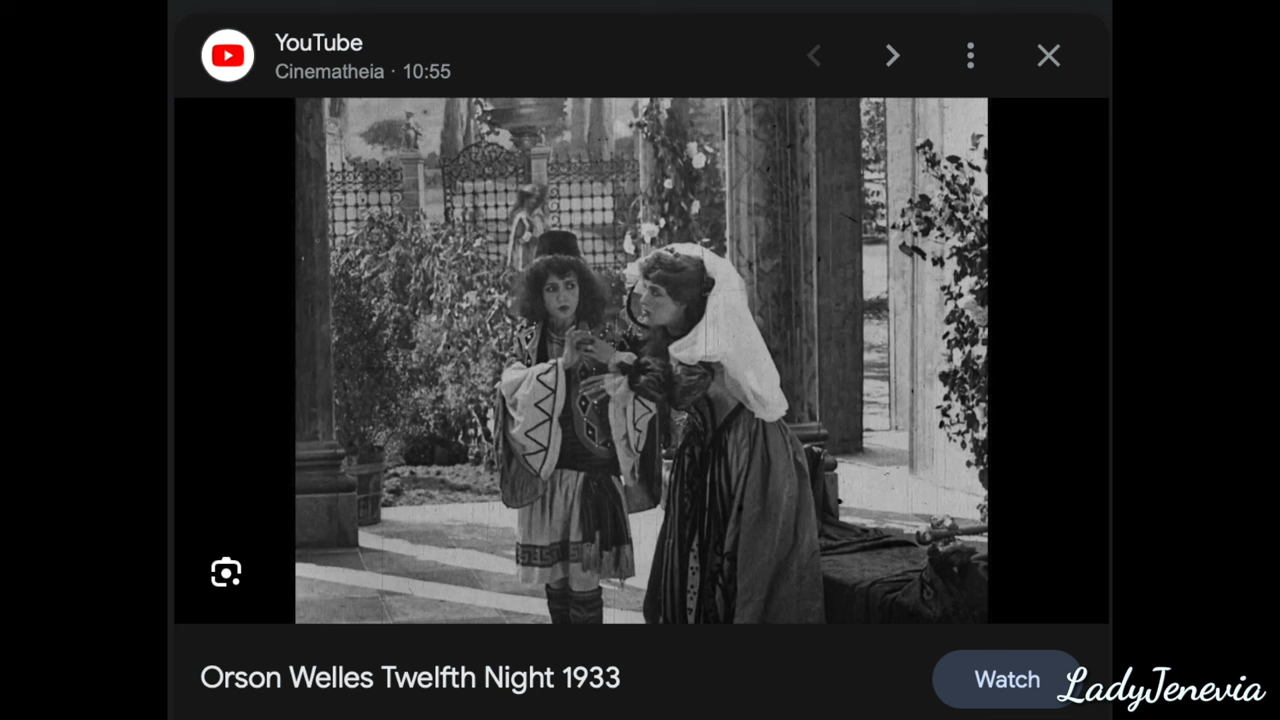 YouTube
Cinematheia · 10:55
Orson Welles Twelfth Night 1933
Watch
LadyJenevia